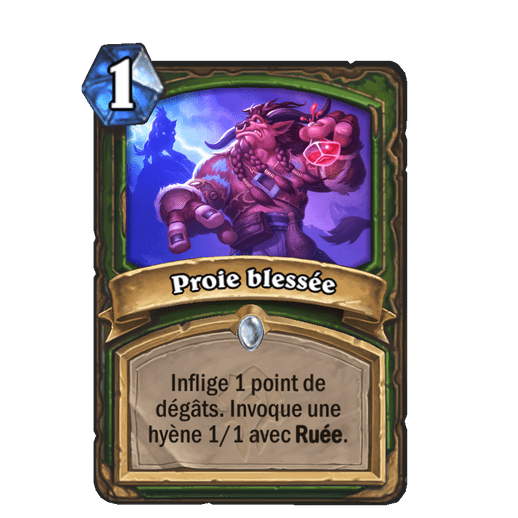 1
Proie blessée
Inflige 1 point de
dégâts. Invoque une
hyène 1/1 avec Ruée.